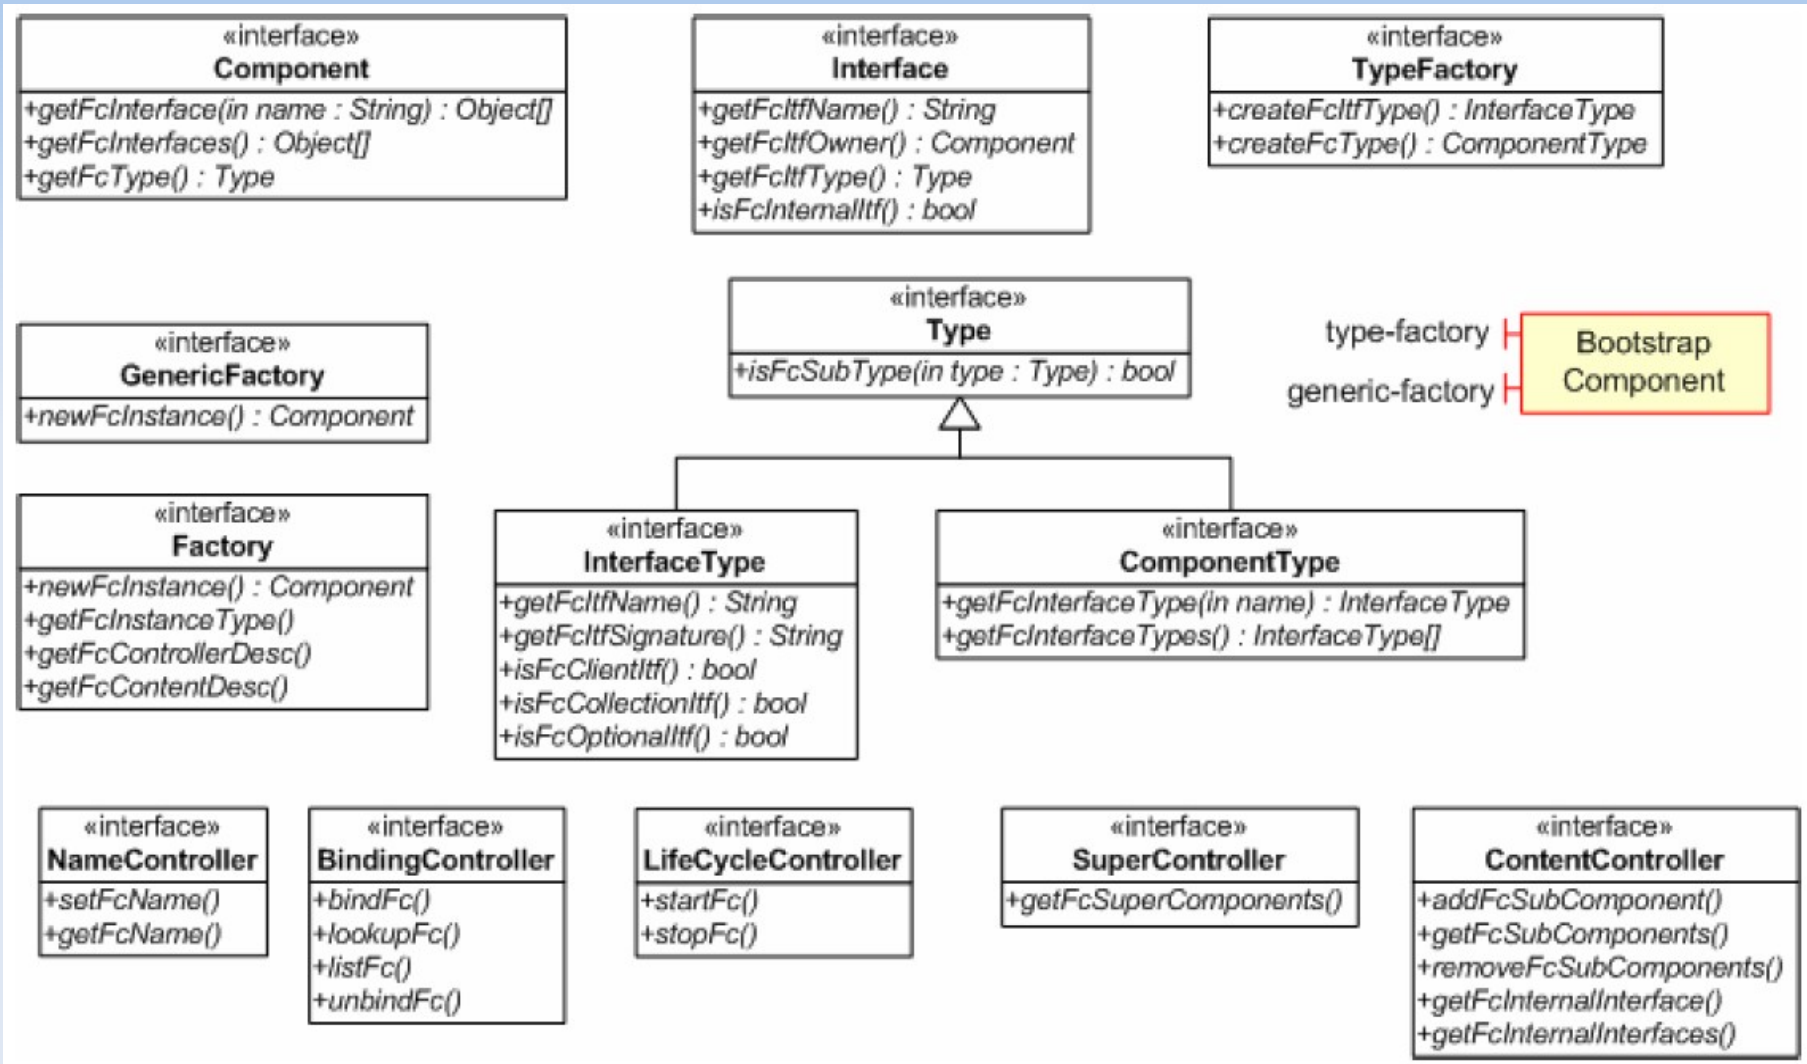 «interface»
Component
+getFcInterface(in name : String) : Object[]
+getFcInterfaces() : Object[]
+getFcType() : Type
«interface»
Interface
+getFcItfName() : String
+getFcItfOwner() : Component
+getFcItfType() : Type
+isFcInternalItf() : bool
«interface»
TypeFactory
+createFcItfType() : InterfaceType
+createFcType() : ComponentType
«interface»
GenericFactory
+newFcInstance() : Component
«interface»
Type
+isFcSubType(in type : Type) : bool
type-factory
generic-factory
Bootstrap
Component
«interface»
Factory
+newFcInstance() : Component
+getFcInstanceType()
+getFcControllerDesc()
+getFcContentDesc()
«interface»
InterfaceType
+getFcItfName() : String
+getFcItfSignature() : String
+isFcClientItf() : bool
+isFcCollectionItf() : bool
+isFcOptionalItf() : bool
«interface»
ComponentType
+getFcInterfaceType(in name) : InterfaceType
+getFcInterfaceTypes() : InterfaceType[]
«interface»
NameController
+setFcName()
+getFcName()
«interface»
BindingController
+bindFc()
+lookupFc()
+listFc()
+unbindFc()
«interface»
LifeCycleController
+startFc()
+stopFc()
«interface»
SuperController
+getFcSuperComponents()
«interface»
ContentController
+addFcSubComponent()
+getFcSubComponents()
+removeFcSubComponents()
+getFcInternalInterface()
+getFcInternalInterfaces()